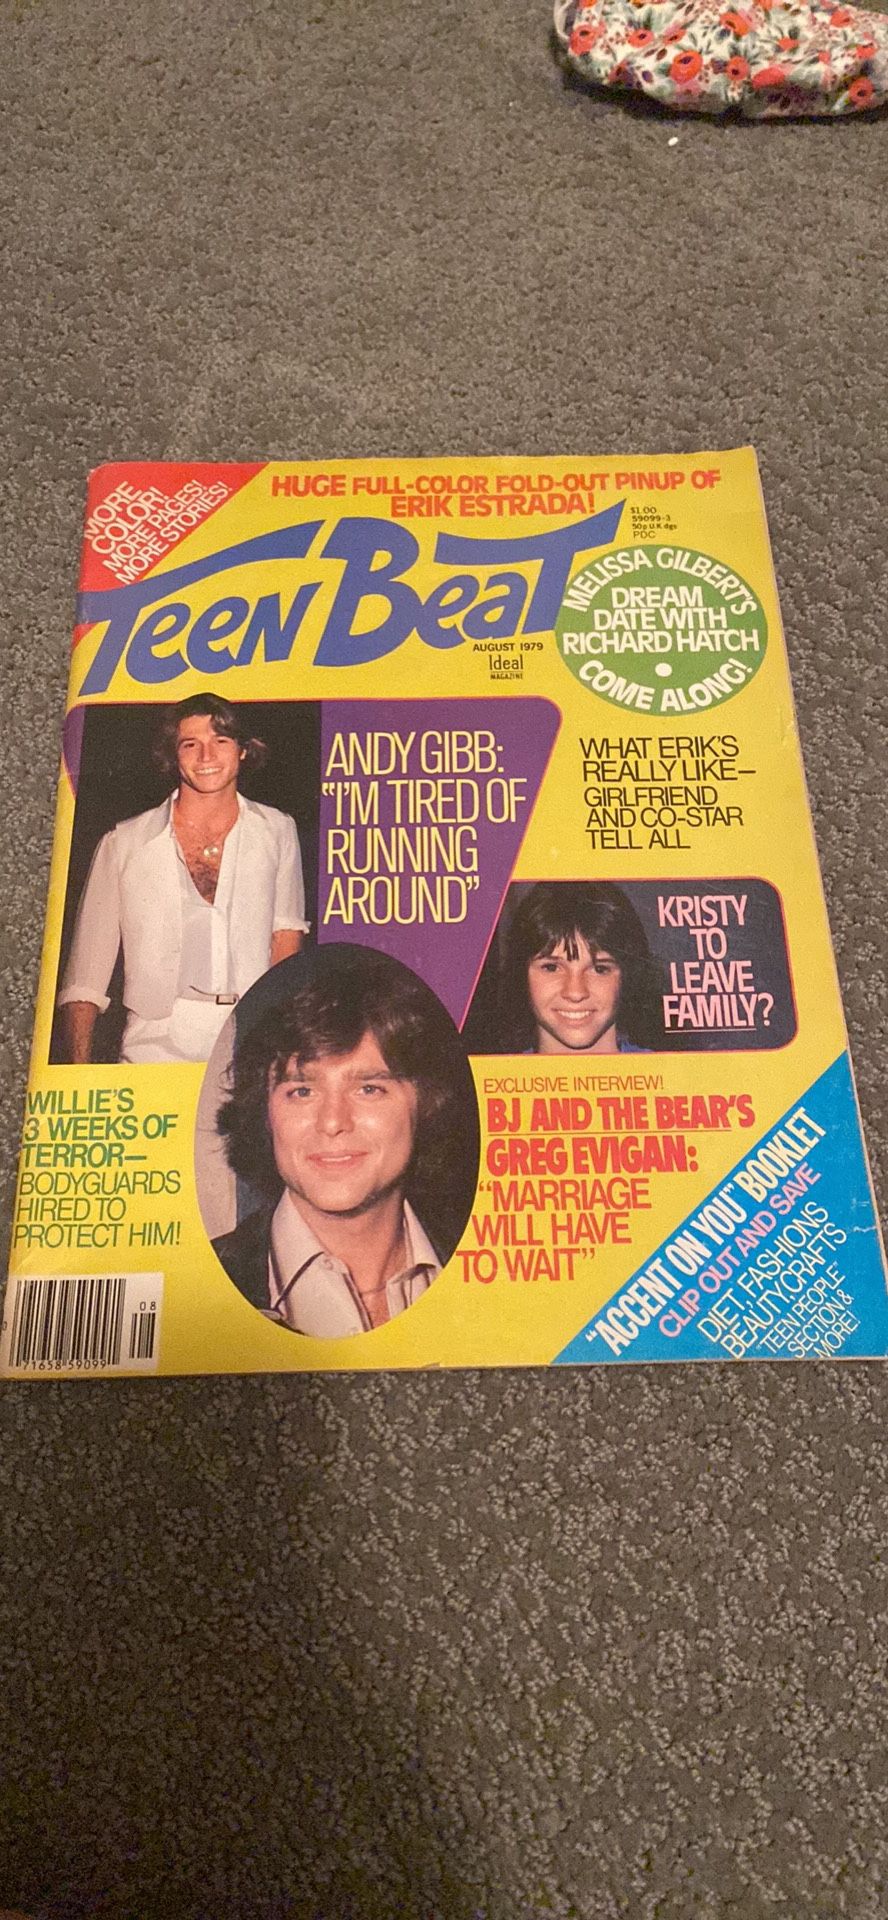 MORE
COLOR!
MORE PAGES!
MORE STORIES!
HUGE FULL-COLOR FOLD-OUT PINUP OF
ERIK ESTRADA!
$1.00
59099-3
50p U.K dgs
PDC
TEEN BEAT
AUGUST 1979
Ideal
MAGAZINE
MELISSA GILBERT'S
DREAM
DATE WITH
RICHARD HATCH
•
COME ALONG!
ANDY GIBB:
"I'M TIRED OF
RUNNING
AROUND"
WHAT ERIK'S
REALLY LIKE—
GIRLFRIEND
AND CO-STAR
TELL ALL
KRISTY
TO
LEAVE
FAMILY?
WILLIE'S
3 WEEKS OF
TERROR—
BODYGUARDS
HIRED TO
PROTECT HIM!
EXCLUSIVE INTERVIEW!
BJ AND THE BEAR'S
GREG EVIGAN:
"MARRIAGE
WILL HAVE
TO WAIT"
"ACCENT ON YOU" BOOKLET
CLIP OUT AND SAVE
DIET, FASHIONS
BEAUTY, CRAFTS
"TEEN PEOPLE"
SECTION &
MORE!
08
71658 59099